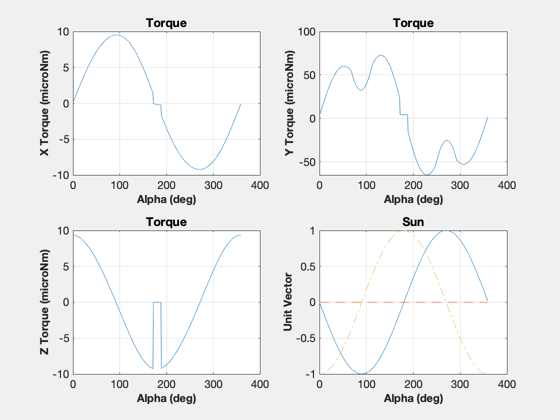 Torque Torque
10 100
5 50
0 0
-5 -50
-10
0 100 200 300 400 0 100 200 300 400
Alpha (deg) Alpha (deg)
X Torque (microNm) Y Torque (microNm)
Torque Sun
10 1
5 0.5
0 0
-5 -0.5
-10 -1
0 100 200 300 400 0 100 200 300 400
Alpha (deg) Alpha (deg)
Z Torque (microNm) Unit Vector